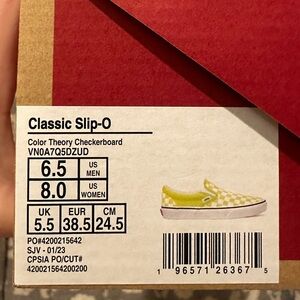 Classic Slip-O
Color Theory Checkerboard
VN0A7Q5DZUD
6.5 US MEN
8.0 US WOMEN
UK EUR CM
5.5 38.5 24.5
PO#4200215642
SJV - 01/23
CPSIA PO/CUT#
420021564200200
1 96571 26367 5